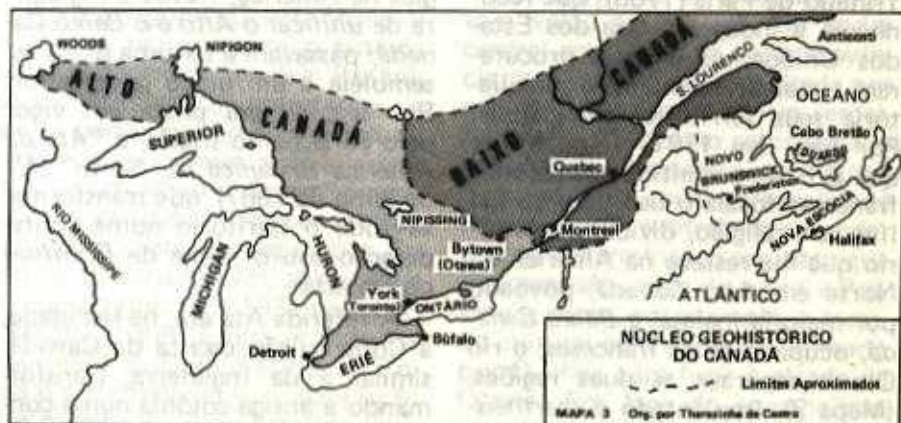 WOODS
NIPIGON
ALTO
CANADÁ
SUPERIOR
RIO MISSISSIPE
MICHIGAN
HURON
NIPISSING
BAIXO
CANADÁ
Bytown
(Otawa)
York
(Toronto)
ONTÁRIO
Detroit
ERIÉ
Búfalo
Montreal
Quebec
S. LOURENÇO
Anticosti
OCEANO
ATLÂNTICO
Cabo Bretão
EDUARDO
NOVO
BRUNSWICK
Fredericton
NOVA ESCÓCIA
Halifax
NÚCLEO GEOHISTÓRICO
DO CANADÁ
Limites Aproximados
MAPA 3 Org. por Therezinha de Castro